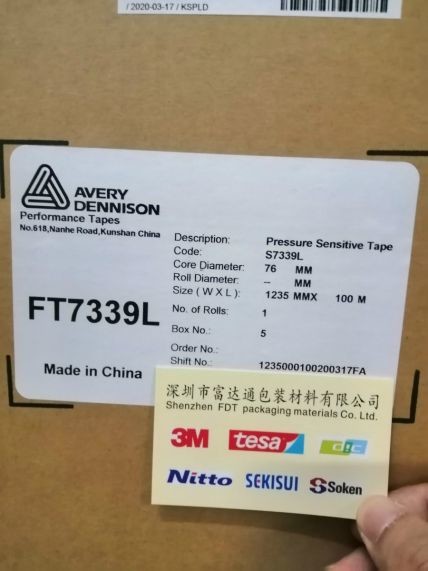 / 2020-03-17 / KSPLD
AVERY
DENNISON
Performance Tapes
No.618,Nanhe Road,Kunshan China
FT7339L
Made in China
Description: Pressure Sensitive Tape
Code: S7339L
Core Diameter: 76 MM
Roll Diameter: -- MM
Size ( W X L ): 1235 MMX 100 M
No. of Rolls: 1
Box No.: 5
Order No.:
Shift No.: 1235000100200317FA
深圳市富达通包装材料有限公司
Shenzhen FDT packaging materials Co. Ltd.
3M tesa dic
Nitto SEKISUI Soken